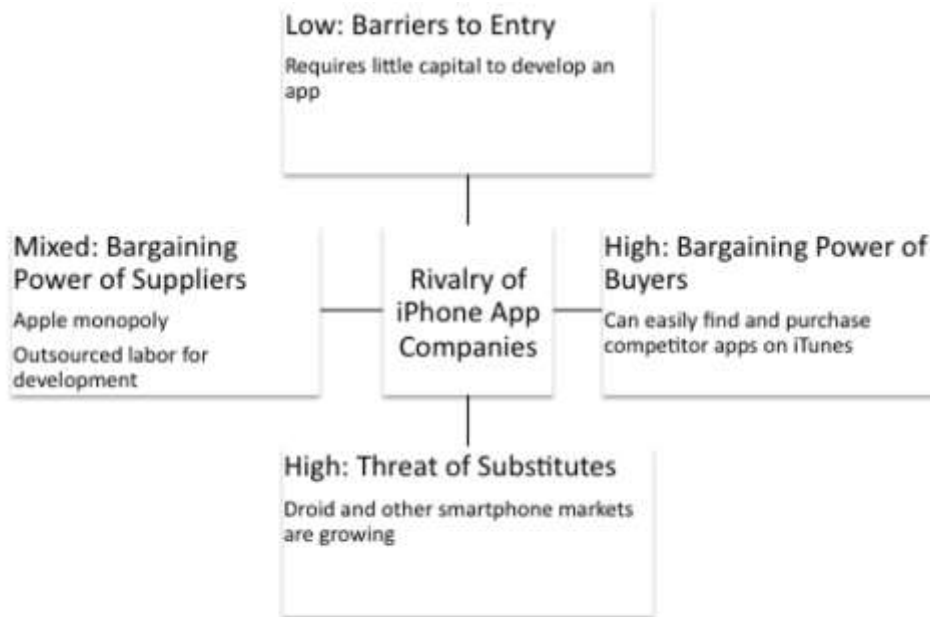 Low: Barriers to Entry
Requires little capital to develop an
app
Mixed: Bargaining
Power of Suppliers
Apple monopoly
Outsourced labor for
development
Rivalry of
iPhone App
Companies
High: Bargaining Power of
Buyers
Can easily find and purchase
competitor apps on iTunes
High: Threat of Substitutes
Droid and other smartphone markets
are growing